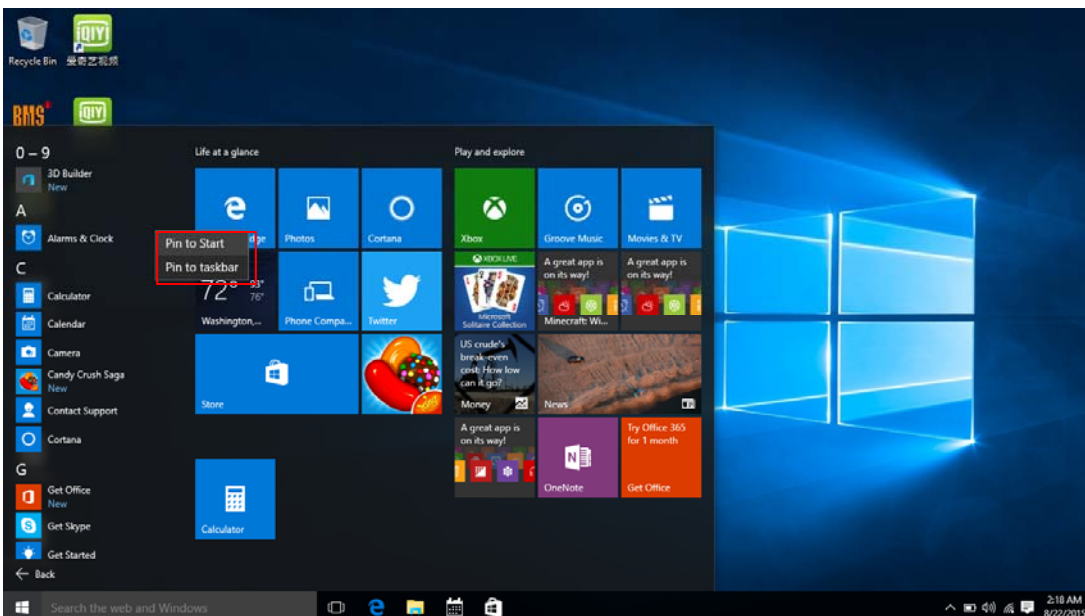 iQIYI
Recycle Bin
爱奇艺视频
BMS
iQIYI
0 – 9
3D Builder
New
A
Alarms & Clock
C
Calculator
Calendar
Camera
Candy Crush Saga
New
Contact Support
Cortana
G
Get Office
New
Get Skype
Get Started
Back
Pin to Start
Pin to taskbar
Life at a glance
Photos
Cortana
72°
76°
Washington,...
Phone Compa...
Twitter
Store
Calculator
Play and explore
Xbox
Groove Music
Movies & TV
XBOX LIVE
Microsoft
Solitaire Collection
A great app is
on its way!
Minecraft: Wi...
A great app is
on its way!
US crude's
break-even
cost: How low
can it go?
Money
News
A great app is
on its way!
OneNote
Try Office 365
for 1 month
Get Office
Search the web and Windows
2:18 AM